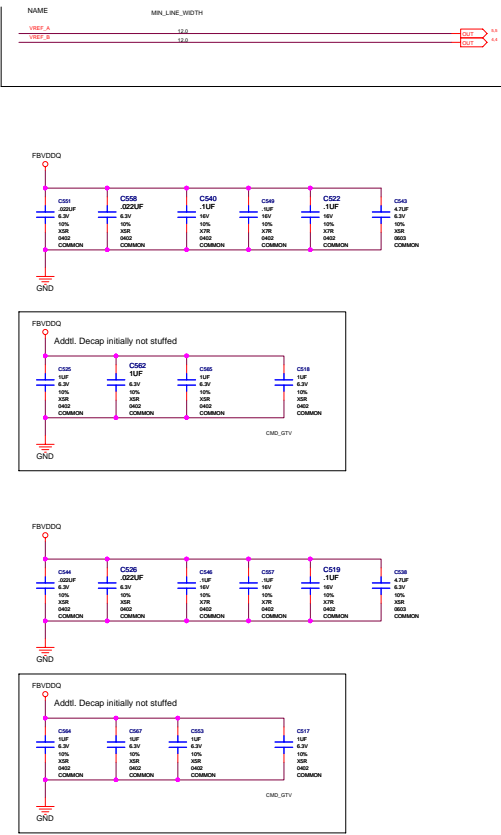 NAME MIN_LINE_WIDTH
VREF_A 12.0 OUT 5,5
VREF_B 12.0 OUT 4,4
FBVDDQ
C551 C558 C540 C549 C522 C543
.022UF .022UF .1UF .1UF .1UF 4.7UF
6.3V 6.3V 16V 16V 16V 6.3V
10% 10% 10% 10% 10% 10%
X5R X5R X7R X7R X7R X5R
0402 0402 0402 0402 0402 0603
COMMON COMMON COMMON COMMON COMMON COMMON
GND
FBVDDQ
Addtl. Decap initially not stuffed
C525 C562 C565 C518
1UF 1UF 1UF 1UF
6.3V 6.3V 6.3V 6.3V
10% 10% 10% 10%
X5R X5R X5R X5R
0402 0402 0402 0402
COMMON COMMON COMMON COMMON
CMD_GTV
GND
FBVDDQ
C544 C526 C546 C557 C519 C538
.022UF .022UF .1UF .1UF .1UF 4.7UF
6.3V 6.3V 16V 16V 16V 6.3V
10% 10% 10% 10% 10% 10%
X5R X5R X7R X7R X7R X5R
0402 0402 0402 0402 0402 0603
COMMON COMMON COMMON COMMON COMMON COMMON
GND
FBVDDQ
Addtl. Decap initially not stuffed
C564 C567 C553 C517
1UF 1UF 1UF 1UF
6.3V 6.3V 6.3V 6.3V
10% 10% 10% 10%
X5R X5R X5R X5R
0402 0402 0402 0402
COMMON COMMON COMMON COMMON
CMD_GTV
GND